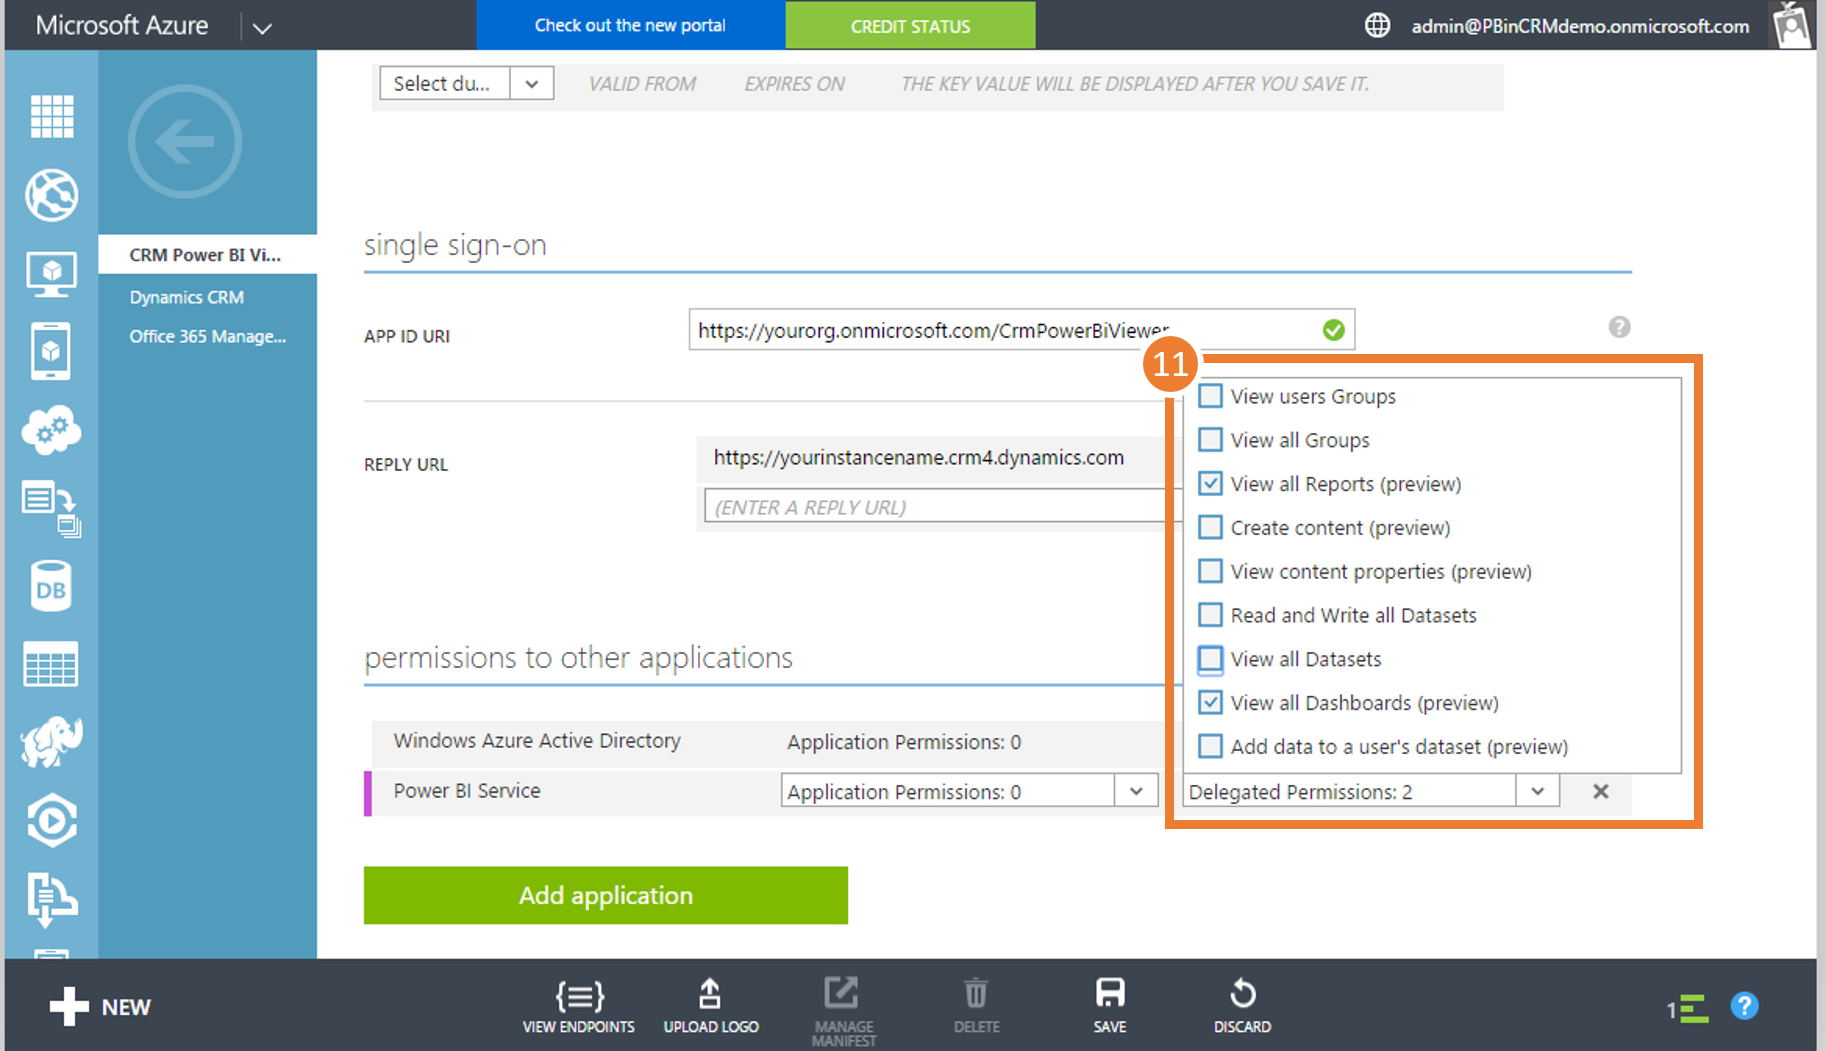 Microsoft Azure
Check out the new portal
CREDIT STATUS
admin@PBinCRMdemo.onmicrosoft.com
Select du...
VALID FROM
EXPIRES ON
THE KEY VALUE WILL BE DISPLAYED AFTER YOU SAVE IT.
CRM Power BI Vi...
Dynamics CRM
Office 365 Manage...
DB
single sign-on
APP ID URI
https://yourorg.onmicrosoft.com/CrmPowerBiViewer
?
11
REPLY URL
https://yourinstancename.crm4.dynamics.com
(ENTER A REPLY URL)
View users Groups
View all Groups
View all Reports (preview)
Create content (preview)
View content properties (preview)
Read and Write all Datasets
View all Datasets
View all Dashboards (preview)
Add data to a user's dataset (preview)
permissions to other applications
Windows Azure Active Directory
Application Permissions: 0
Power BI Service
Application Permissions: 0
Delegated Permissions: 2
Add application
NEW
VIEW ENDPOINTS
UPLOAD LOGO
MANAGE
MANIFEST
DELETE
SAVE
DISCARD
1
?